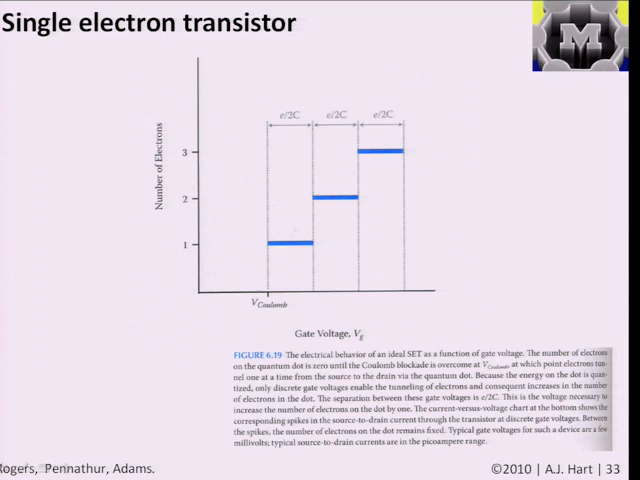 Single electron transistor
M
e/2C e/2C e/2C
Number of Electrons
3
2
1
V Coulomb
Gate Voltage, Vg
FIGURE 6.19 The electrical behavior of an ideal SET as a function of gate voltage. The number of electrons
on the quantum dot is zero until the Coulomb blockade is overcome at VCoulomb, at which point electrons tun-
nel one at a time from the source to the drain via the quantum dot. Because the energy on the dot is quan-
tized, only discrete gate voltages enable the tunneling of electrons and consequent increases in the number
of electrons in the dot. The separation between these gate voltages is e/2C. This is the voltage necessary to
increase the number of electrons on the dot by one. The current-versus-voltage chart at the bottom shows the
corresponding spikes in the source-to-drain current through the transistor at discrete gate voltages. Between
the spikes, the number of electrons on the dot remains fixed. Typical gate voltages for such a device are a few
millivolts; typical source-to-drain currents are in the picoampere range.
Rogers, Pennathur, Adams.
©2010 | A.J. Hart | 33